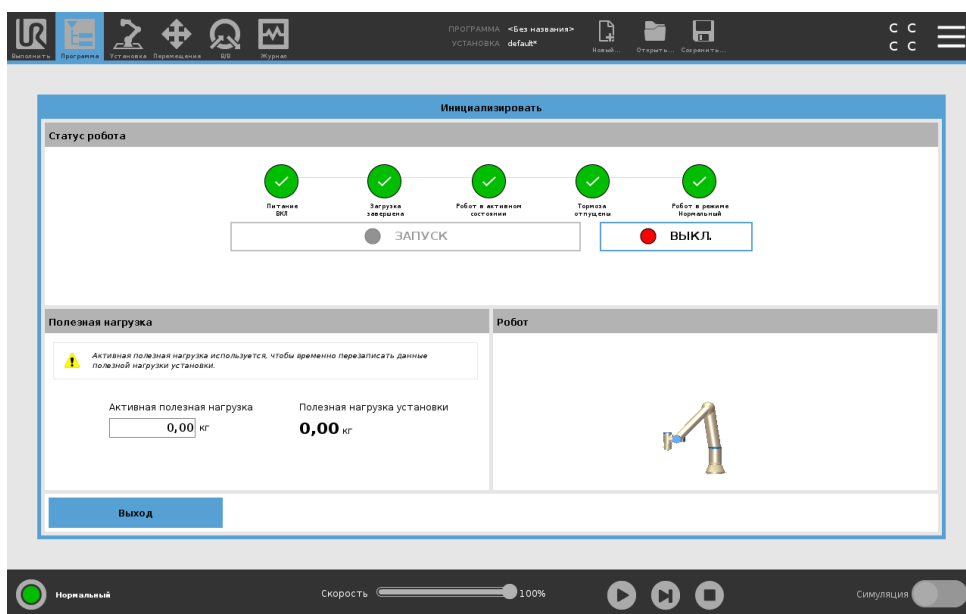 UR
ПРОГРАММА <Без названия>
УСТАНОВКА default*
C C
C C
Выполнить Программа Установка Перемещение В/В Журнал Новый... Открыть... Сохранить...
Инициализировать
Статус робота
Питание ВКЛ
Загрузка завершена
Робот в активном состоянии
Тормоза отпущены
Робот в режиме Нормальный
ЗАПУСК ВЫКЛ.
Полезная нагрузка
Активная полезная нагрузка используется, чтобы временно перезаписать данные
полезной нагрузки установки.
Активная полезная нагрузка Полезная нагрузка установки
0,00 кг 0,00 кг
Робот
Выход
Нормальный Скорость 100% Симуляция